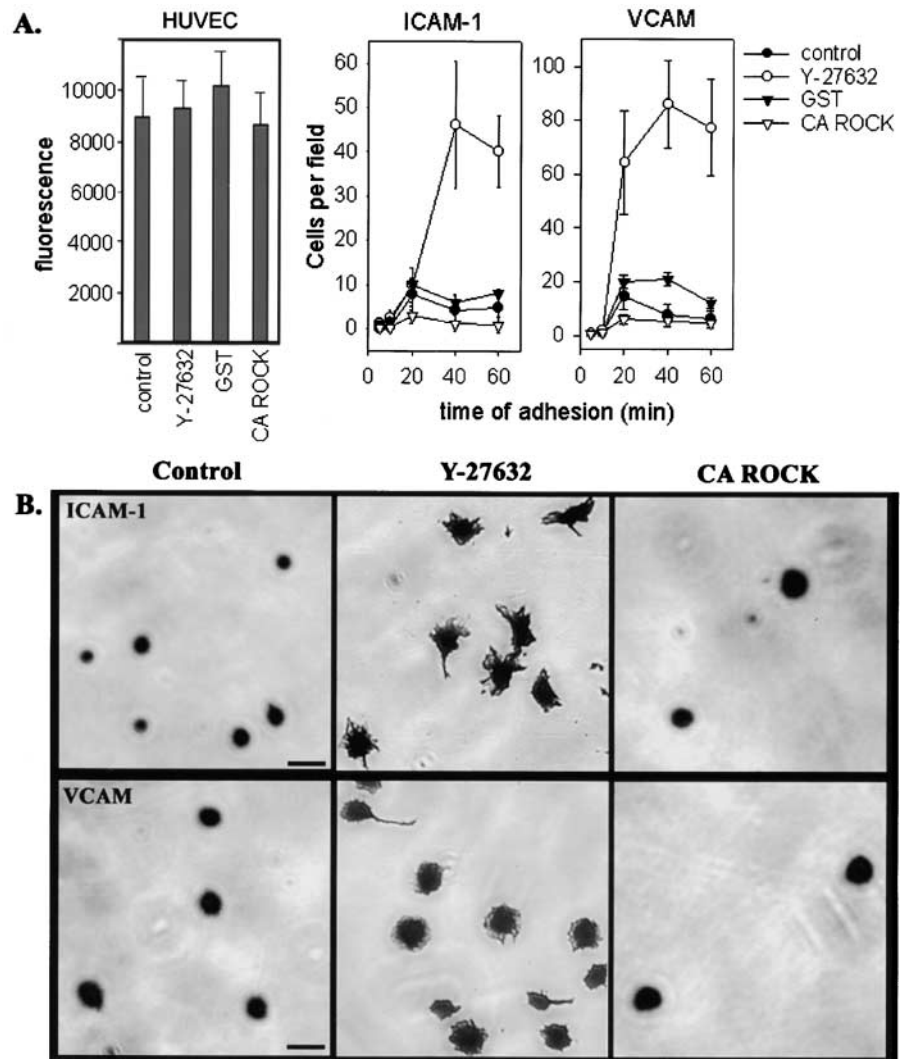 A.
HUVEC
fluorescence
10000
8000
6000
4000
2000
control
Y-27632
GST
CA ROCK
ICAM-1
Cells per field
60
50
40
30
20
10
0
0 20 40 60
VCAM
100
80
60
40
20
0
0 20 40 60
time of adhesion (min)
control
Y-27632
GST
CA ROCK
Control
Y-27632
CA ROCK
B.
ICAM-1
VCAM